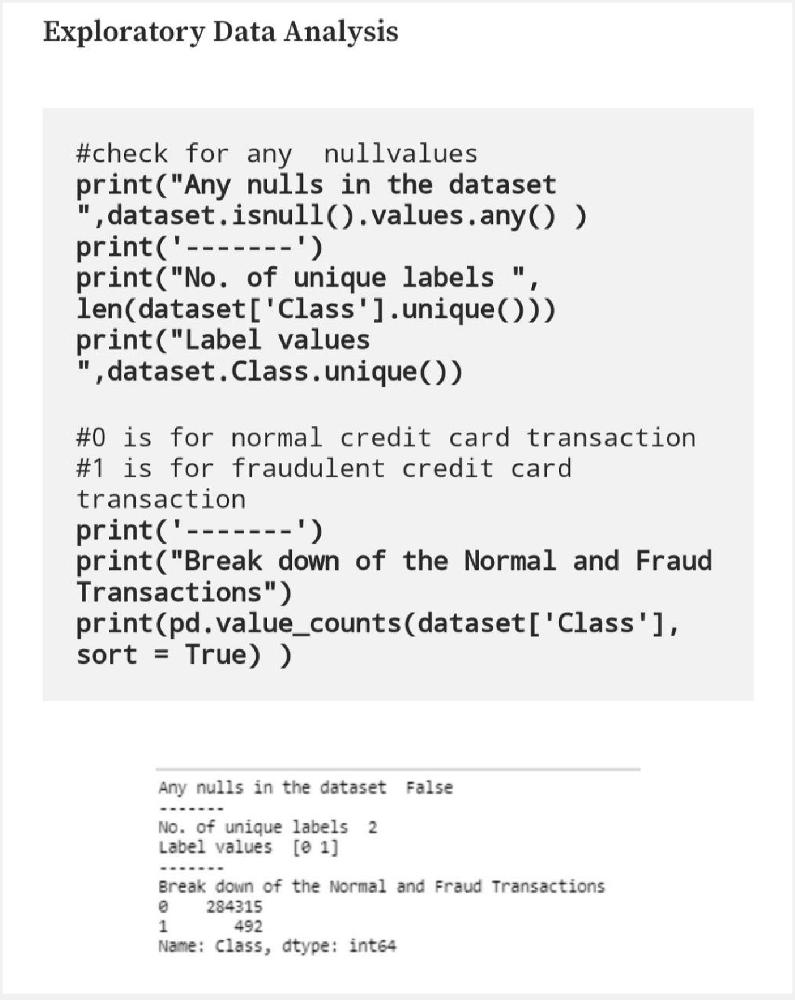 Exploratory Data Analysis
#check for any  nullvalues
print("Any nulls in the dataset
",dataset.isnull().values.any() )
print('-------')
print("No. of unique labels ",
len(dataset['Class'].unique()))
print("Label values
",dataset.Class.unique())
#0 is for normal credit card transaction
#1 is for fraudulent credit card
transaction
print('-------')
print("Break down of the Normal and Fraud
Transactions")
print(pd.value_counts(dataset['Class'],
sort = True) )
Any nulls in the dataset  False
-------
No. of unique labels  2
Label values  [0 1]
-------
Break down of the Normal and Fraud Transactions
0    284315
1       492
Name: Class, dtype: int64